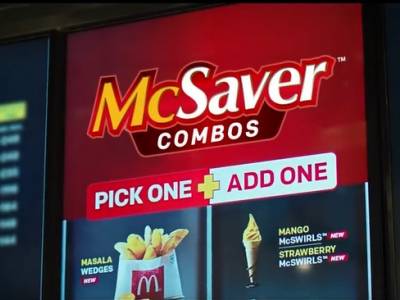 McSaver™
COMBOS
PICK ONE + ADD ONE
MASALA
WEDGES
NEW
MANGO
McSWIRLS™ NEW
STRAWBERRY
McSWIRLS™ NEW